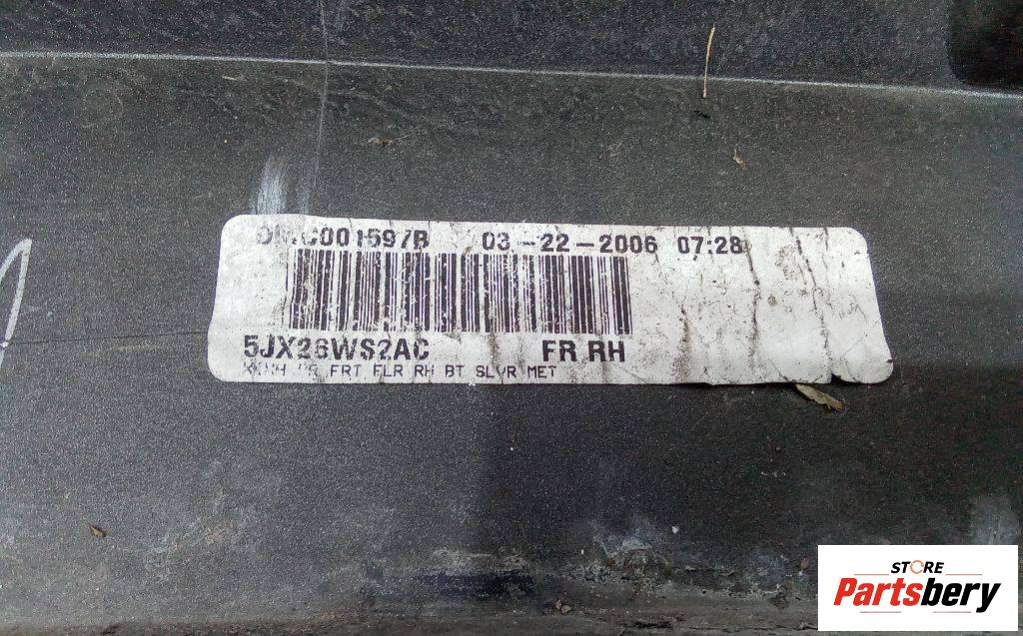 C001597B 03-22-2006 07:28
5JX26WS2AC FR RH
FRT FLR RH BT SLVR MET
STORE
Partsbery